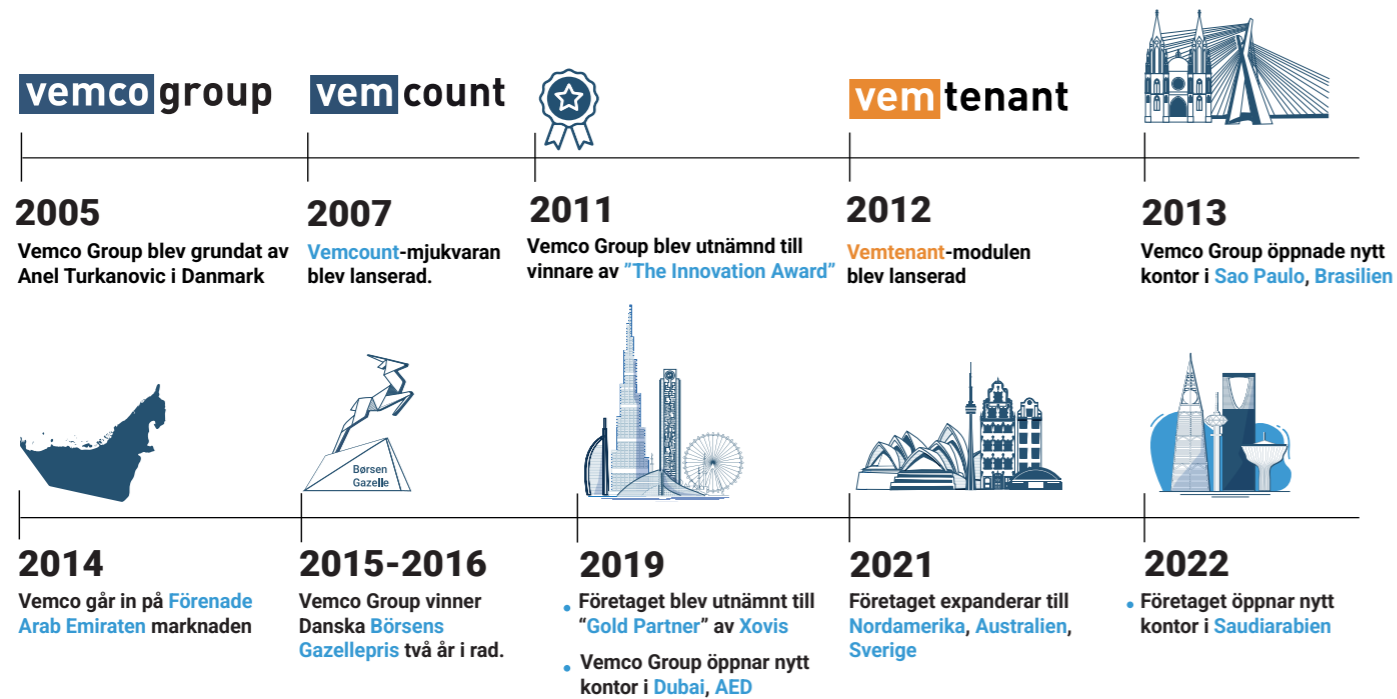 vemco group
vem count
vem tenant
2005
Vemco Group blev grundat av
Anel Turkanovic i Danmark
2007
Vemcount-mjukvaran
blev lanserad.
2011
Vemco Group blev utnämnd till
vinnare av ”The Innovation Award”
2012
Vemtenant-modulen
blev lanserad
2013
Vemco Group öppnade nytt
kontor i Sao Paulo, Brasilien
Børsen
Gazelle
2014
Vemco går in på Förenade
Arab Emiraten marknaden
2015-2016
Vemco Group vinner
Danska Börsens
Gazellepris två år i rad.
2019
• Företaget blev utnämnt till
“Gold Partner” av Xovis
• Vemco Group öppnar nytt
kontor i Dubai, AED
2021
Företaget expanderar till
Nordamerika, Australien,
Sverige
2022
• Företaget öppnar nytt
kontor i Saudiarabien